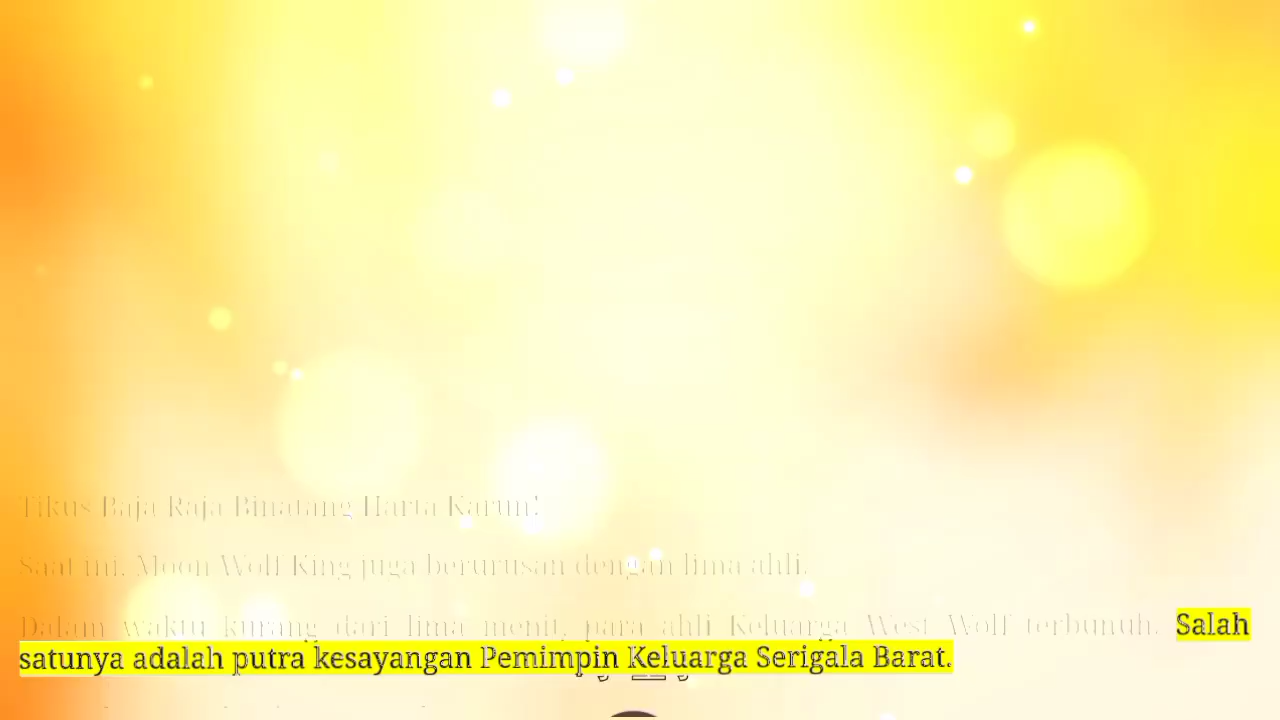 Tikus Baja Raja Binatang Harta Karun!
Saat ini, Moon Wolf King juga berurusan dengan lima ahli.
Dalam waktu kurang dari lima menit, para ahli Keluarga West Wolf terbunuh. Salah
satunya adalah putra kesayangan Pemimpin Keluarga Serigala Barat.